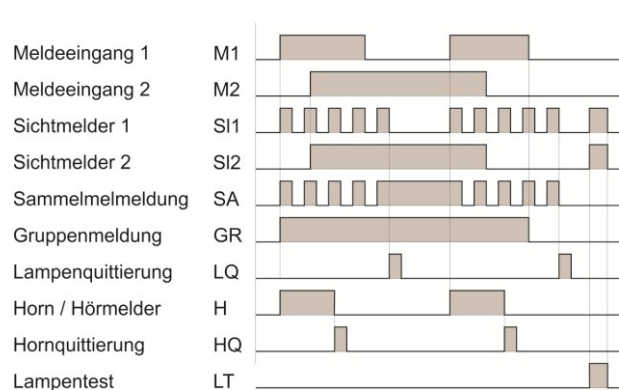 Meldeeingang 1 M1
Meldeeingang 2 M2
Sichtmelder 1 SI1
Sichtmelder 2 SI2
Sammelmelmeldung SA
Gruppenmeldung GR
Lampenquittierung LQ
Horn / Hörmelder H
Hornquittierung HQ
Lampentest LT